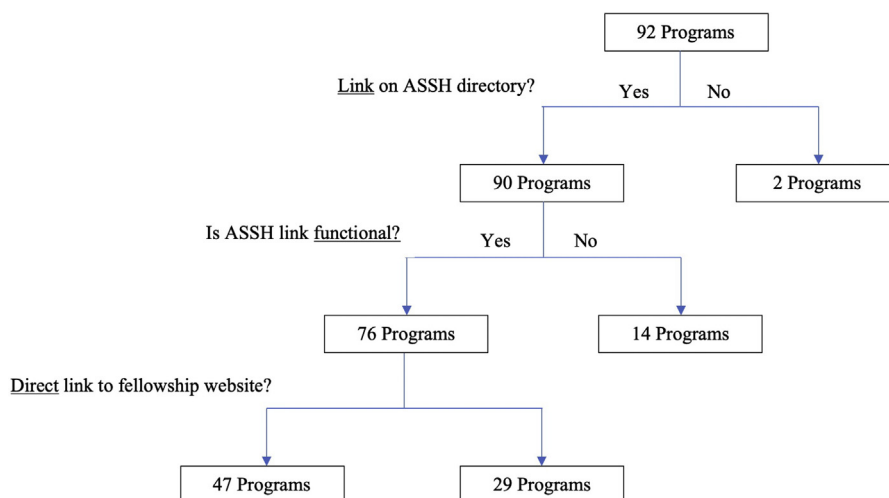 92 Programs
Link on ASSH directory?
Yes
No
90 Programs
2 Programs
Is ASSH link functional?
Yes
No
76 Programs
14 Programs
Direct link to fellowship website?
47 Programs
29 Programs